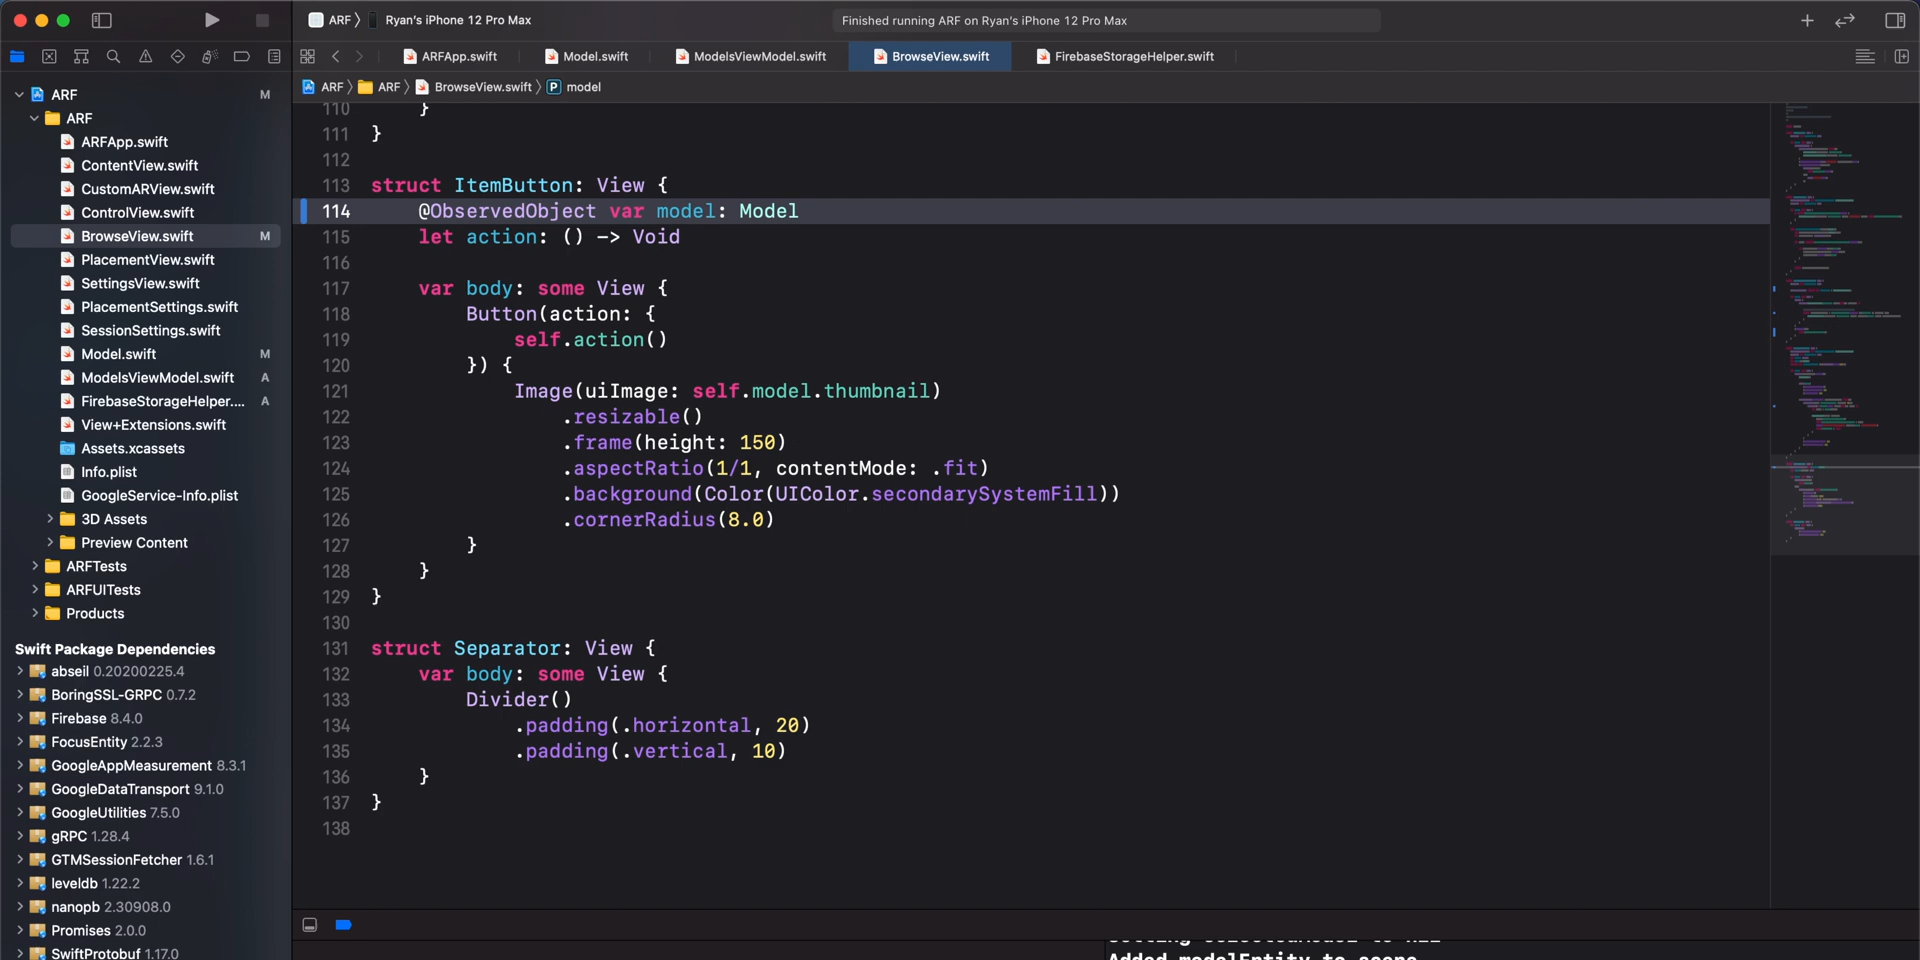 ARF
Ryan's iPhone 12 Pro Max
Finished running ARF on Ryan's iPhone 12 Pro Max
ARFApp.swift
Model.swift
ModelsViewModel.swift
BrowseView.swift
FirebaseStorageHelper.swift
ARF
ARF
BrowseView.swift
P
model
ARF
M
ARF
ARFApp.swift
ContentView.swift
CustomARView.swift
ControlView.swift
BrowseView.swift
M
PlacementView.swift
SettingsView.swift
PlacementSettings.swift
SessionSettings.swift
Model.swift
M
ModelsViewModel.swift
A
FirebaseStorageHelper....
A
View+Extensions.swift
Assets.xcassets
Info.plist
GoogleService-Info.plist
3D Assets
Preview Content
ARFTests
ARFUITests
Products
Swift Package Dependencies
abseil 0.20200225.4
BoringSSL-GRPC 0.7.2
Firebase 8.4.0
FocusEntity 2.2.3
GoogleAppMeasurement 8.3.1
GoogleDataTransport 9.1.0
GoogleUtilities 7.5.0
gRPC 1.28.4
GTMSessionFetcher 1.6.1
leveldb 1.22.2
nanopb 2.30908.0
Promises 2.0.0
SwiftProtobuf 1.17.0
110 }
111 }
112
113 struct ItemButton: View {
114 @ObservedObject var model: Model
115 let action: () -> Void
116
117 var body: some View {
118 Button(action: {
119 self.action()
120 }) {
121 Image(uiImage: self.model.thumbnail)
122 .resizable()
123 .frame(height: 150)
124 .aspectRatio(1/1, contentMode: .fit)
125 .background(Color(UIColor.secondarySystemFill))
126 .cornerRadius(8.0)
127 }
128 }
129 }
130
131 struct Separator: View {
132 var body: some View {
133 Divider()
134 .padding(.horizontal, 20)
135 .padding(.vertical, 10)
136 }
137 }
138
Setting selectedModel to nil
Added modelEntity to scene